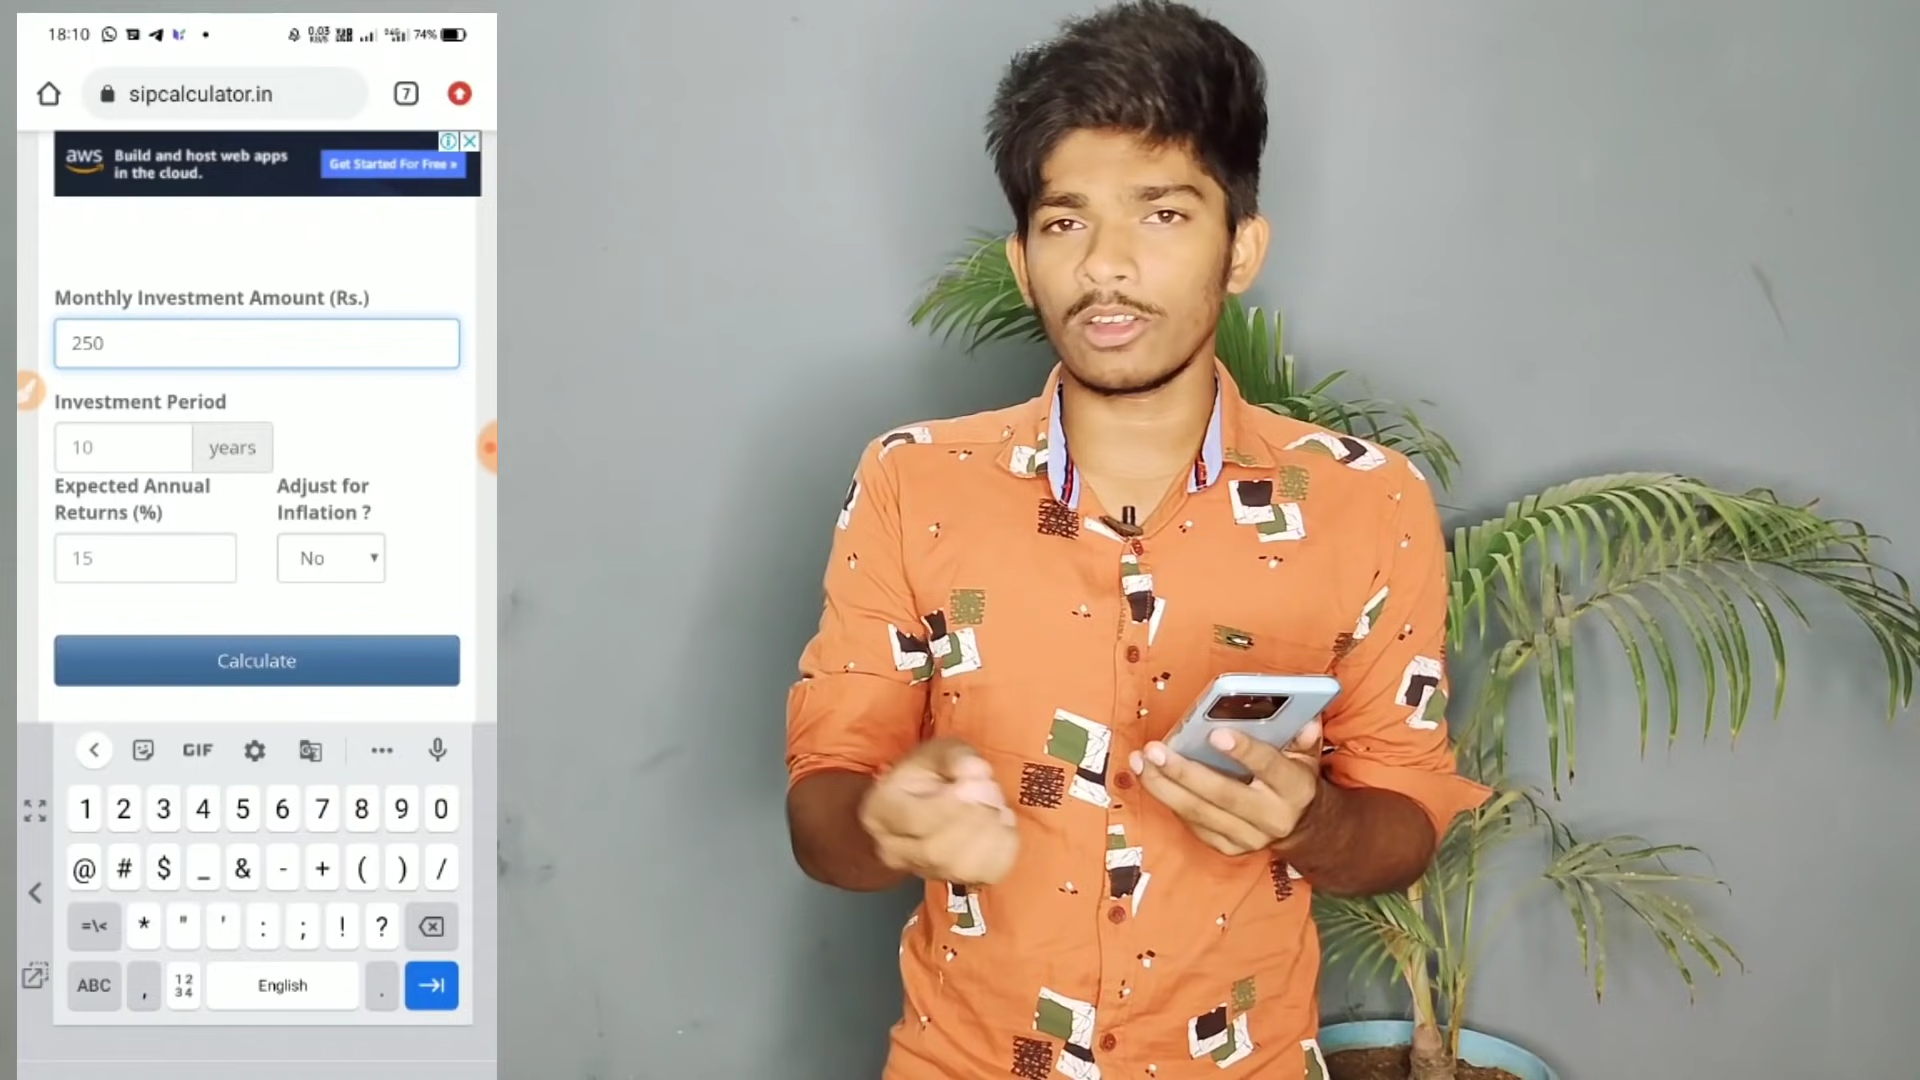 18:10
74%
sipcalculator.in
7
aws
Build and host web apps
in the cloud.
Get Started For Free »
Monthly Investment Amount (Rs.)
250
Investment Period
10
years
Expected Annual
Returns (%)
Adjust for
Inflation ?
15
No
Calculate
GIF
1 2 3 4 5 6 7 8 9 0
@ # $ _ & - + ( ) /
=\< * " ' : ; ! ?
ABC , 12 34 English .